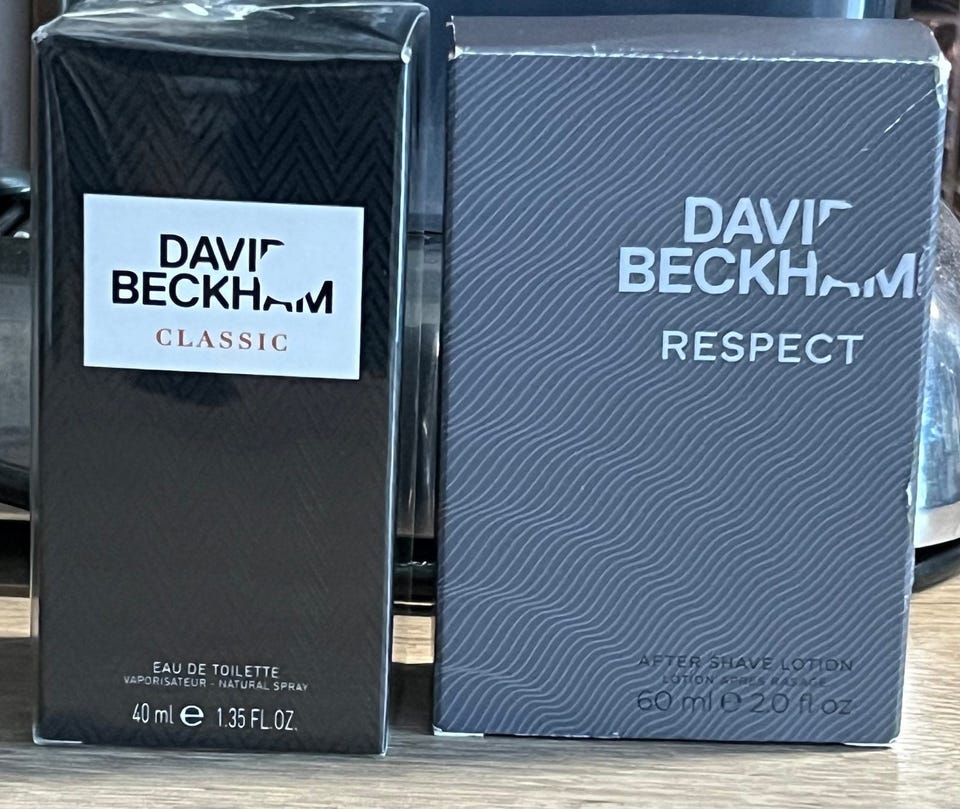 DAVID
BECKHAM
CLASSIC
EAU DE TOILETTE
VAPORISATEUR - NATURAL SPRAY
40 ml e 1.35 FL.OZ.
DAVID
BECKHAM
RESPECT
AFTER SHAVE LOTION
LOTION APRÈS RASAGE
60 ml e 2.0 fl oz